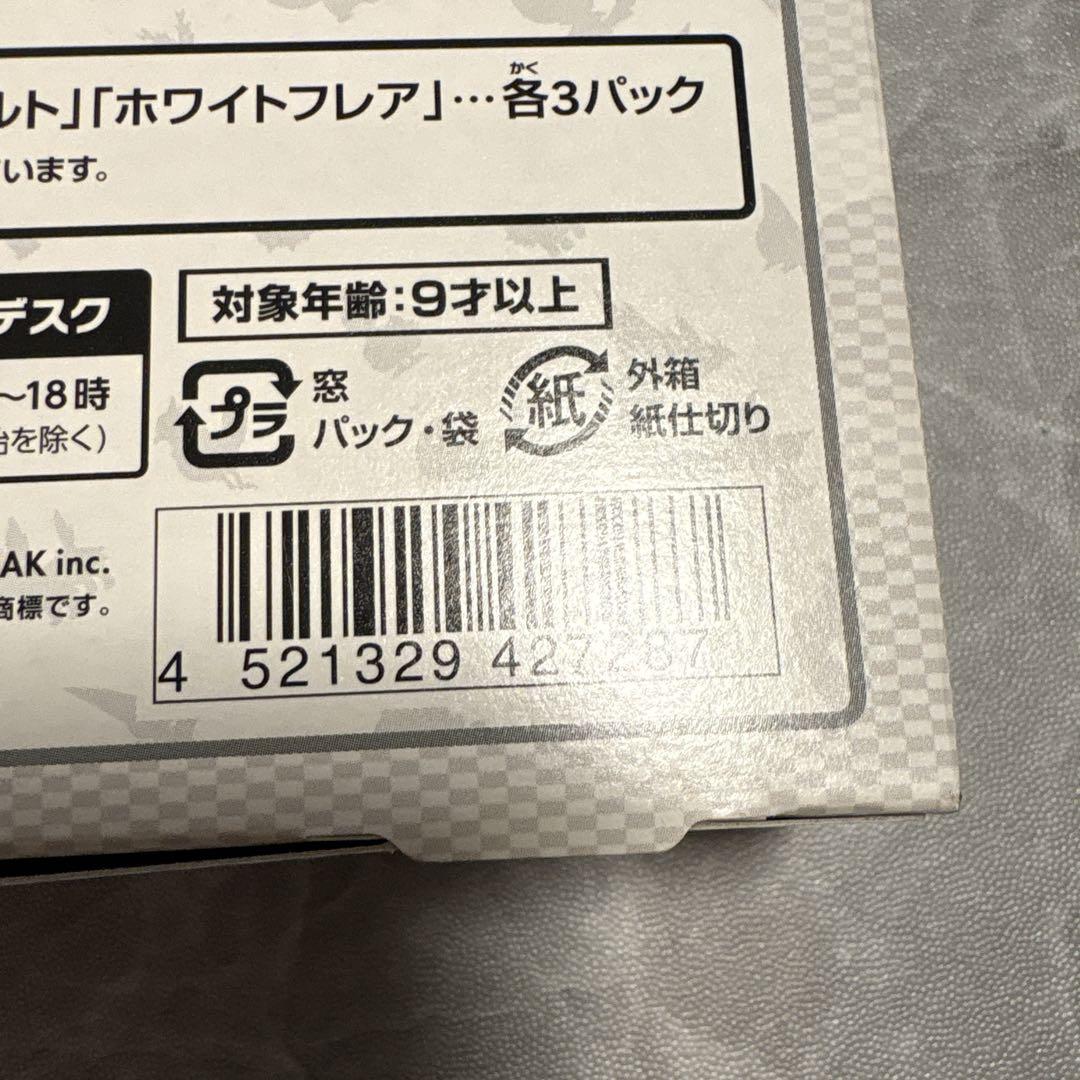 ルト」「ホワイトフレア」…各3パック
かく
います。
デスク
対象年齢：9才以上
～18時
を除く）
プラ
窓
パック・袋
紙
外箱
紙仕切り
AK inc.
商標です。
4 521329 427287